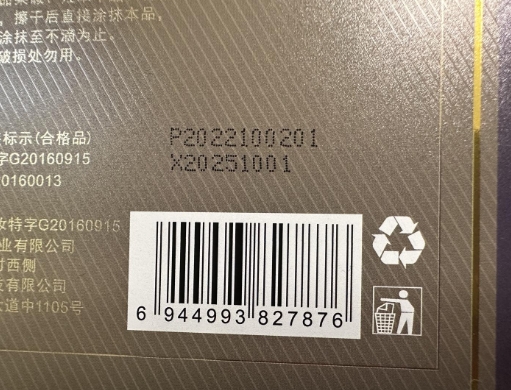 ，擦干后直接涂抹本品，
涂抹至不滴为止。
破损处勿用。
标示(合格品)
字G20160915
20160013
P2022100201
X20251001
妆特字G20160915
业有限公司
村西侧
技有限公司
大道中1105号
6 944993 827876